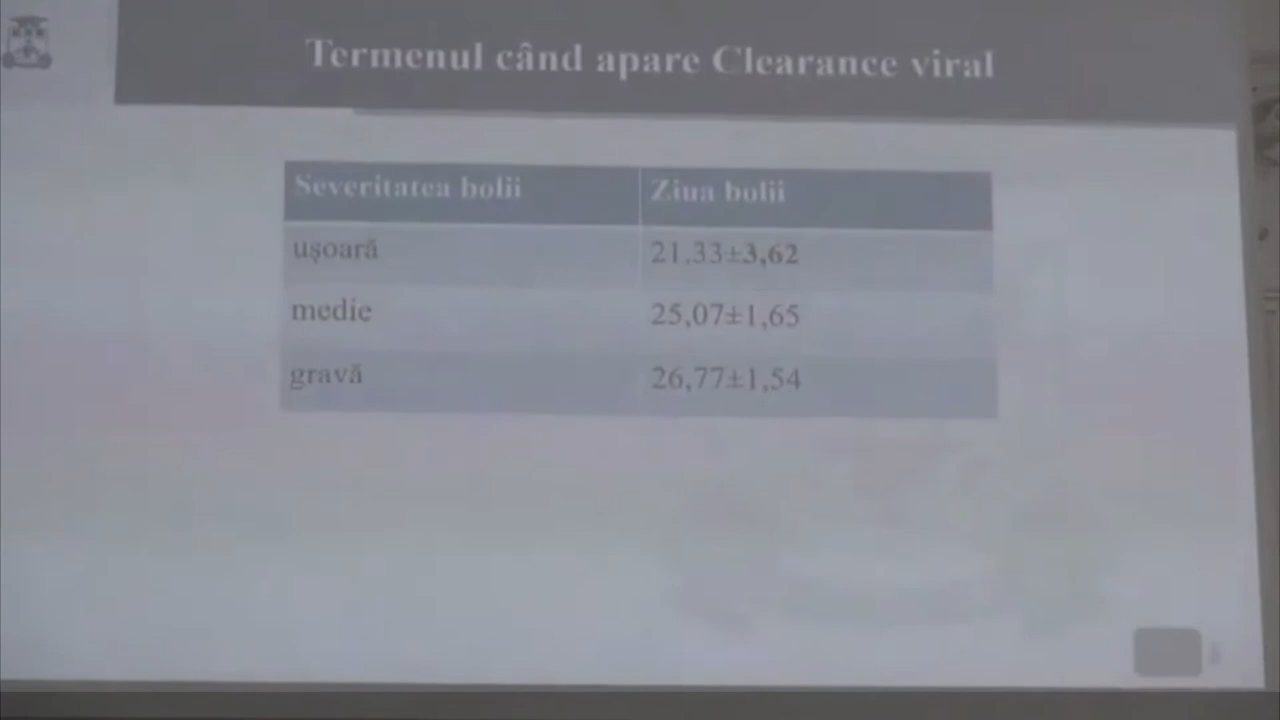 Termenul când apare Clearance viral
Severitatea bolii Ziua bolii
ușoară 21,33±3,62
medie 25,07±1,65
gravă 26,77±1,54